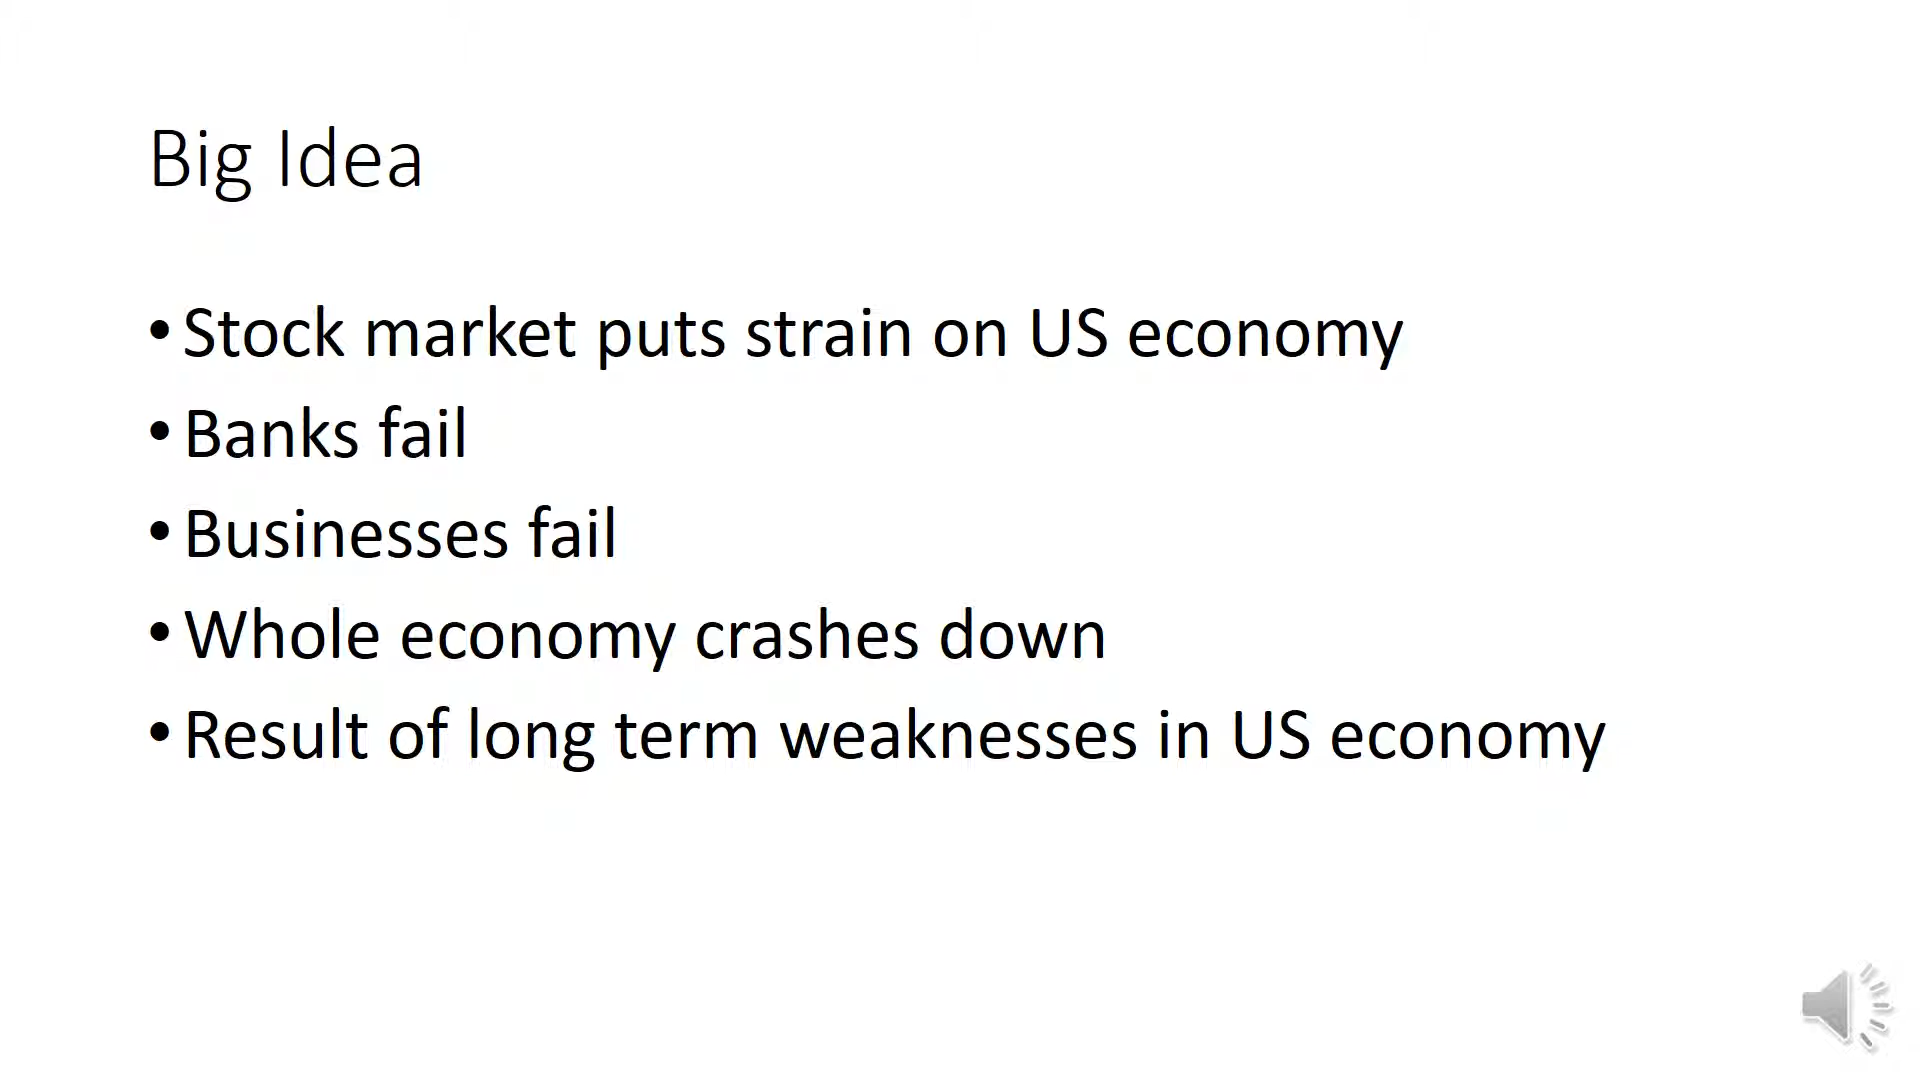 Big Idea
• Stock market puts strain on US economy
• Banks fail
• Businesses fail
• Whole economy crashes down
• Result of long term weaknesses in US economy